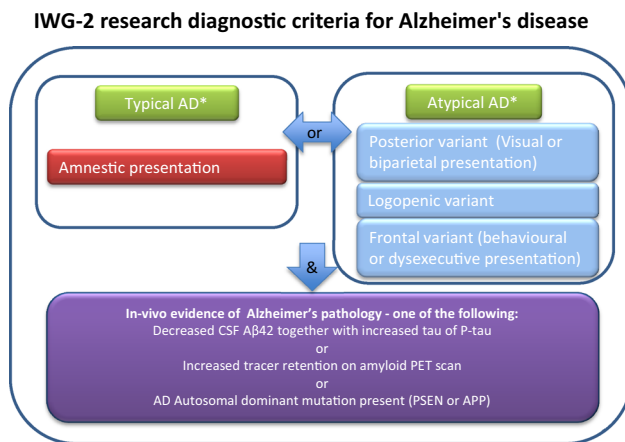 IWG-2 research diagnostic criteria for Alzheimer's disease
Typical AD*
Amnestic presentation
or
Atypical AD*
Posterior variant (Visual or
biparietal presentation)
Logopenic variant
Frontal variant (behavioural
or dysexecutive presentation)
&
In-vivo evidence of Alzheimer's pathology - one of the following:
Decreased CSF Aβ42 together with increased tau of P-tau
or
Increased tracer retention on amyloid PET scan
or
AD Autosomal dominant mutation present (PSEN or APP)